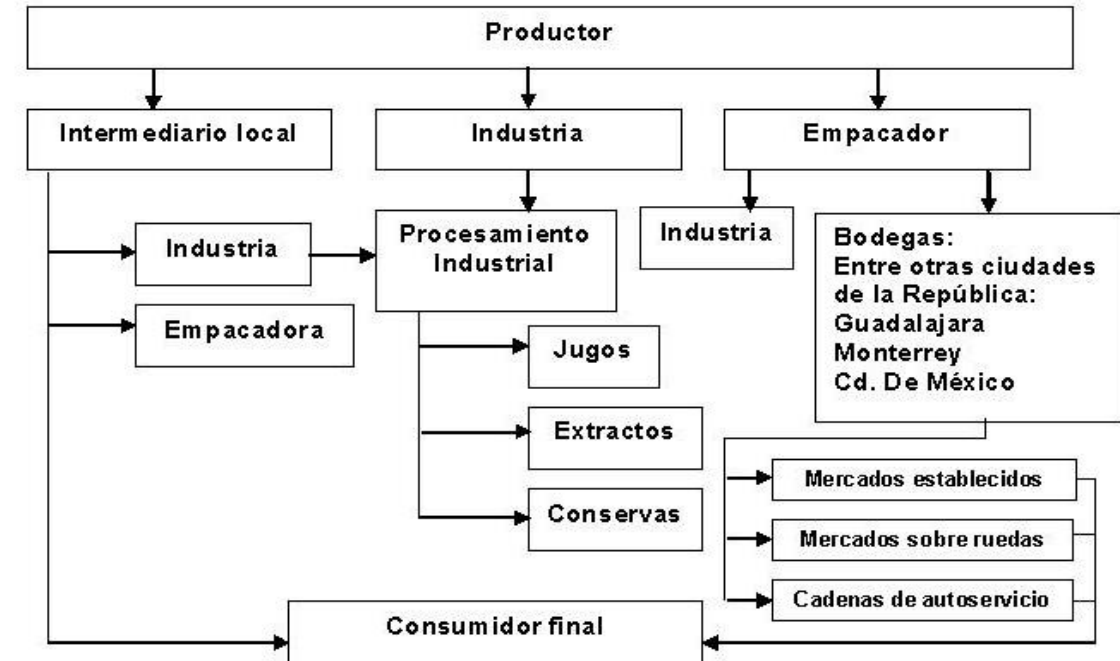 Productor
Intermediario local
Industria
Empacador
Industria
Procesamiento
Industrial
Industria
Bodegas:
Entre otras ciudades
de la República:
Guadalajara
Monterrey
Cd. De México
Empacadora
Jugos
Extractos
Conservas
Mercados establecidos
Mercados sobre ruedas
Cadenas de autoservicio
Consumidor final